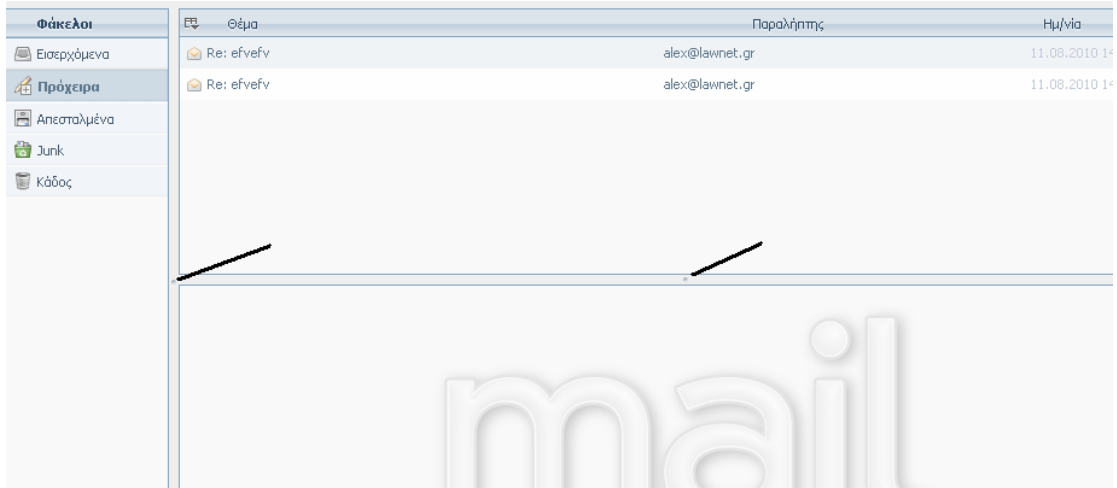 Φάκελοι
Εισερχόμενα
Πρόχειρα
Απεσταλμένα
Junk
Κάδος
Θέμα Παραλήπτης Ημ/νία
Re: efvefv alex@lawnet.gr 11.08.2010 14
Re: efvefv alex@lawnet.gr 11.08.2010 14
mail